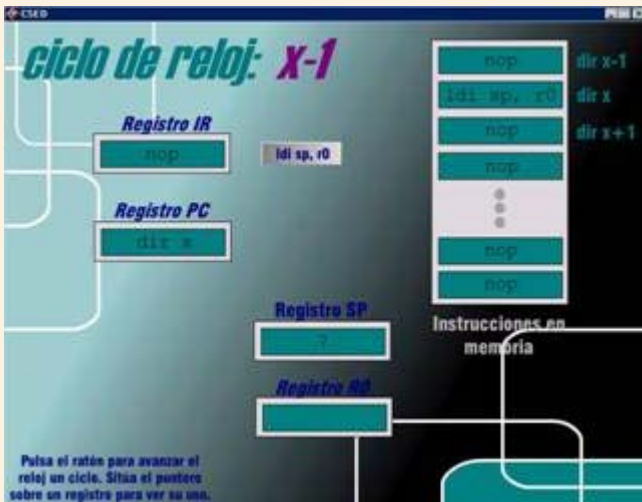 CSED
ciclo de reloj: x-1
nop
dir x-1
ldi sp, r0
dir x
Registro IR
nop
dir x+1
nop
ldi sp, r0
nop
Registro PC
dir x
nop
nop
Registro SP
?
Instrucciones en
memoria
Registro R0
Pulsa el ratón para avanzar el
reloj un ciclo. Sitúa el puntero
sobre un registro para ver su uso.